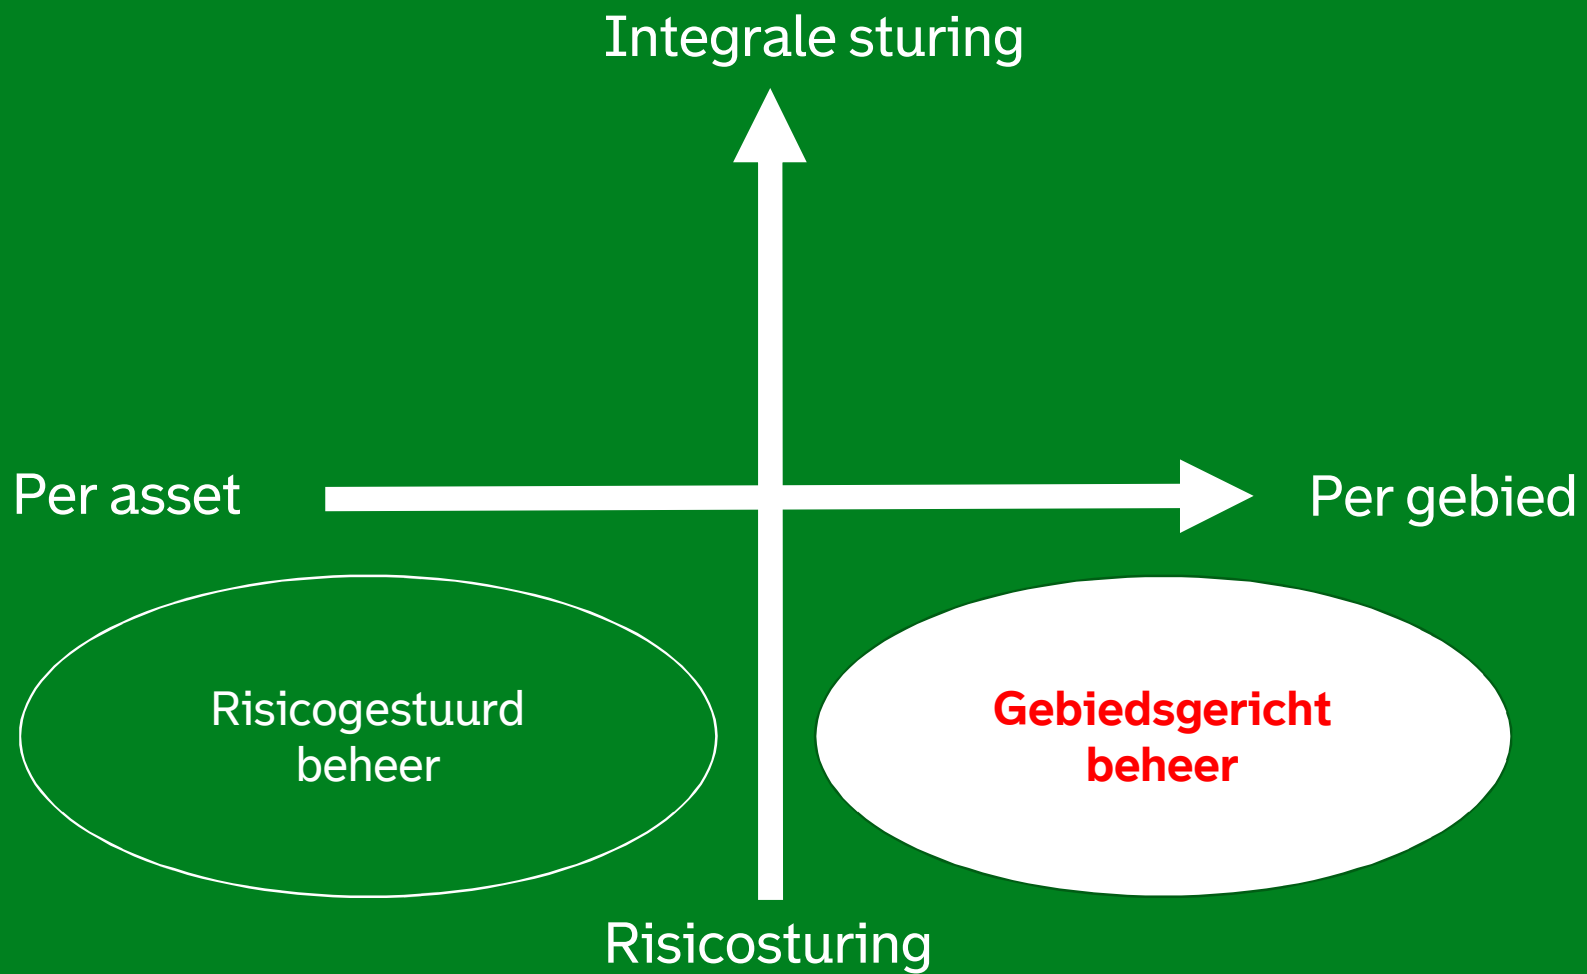 Integrale sturing
Per asset
Per gebied
Risicogestuurd
beheer
Gebiedsgericht
beheer
Risicosturing